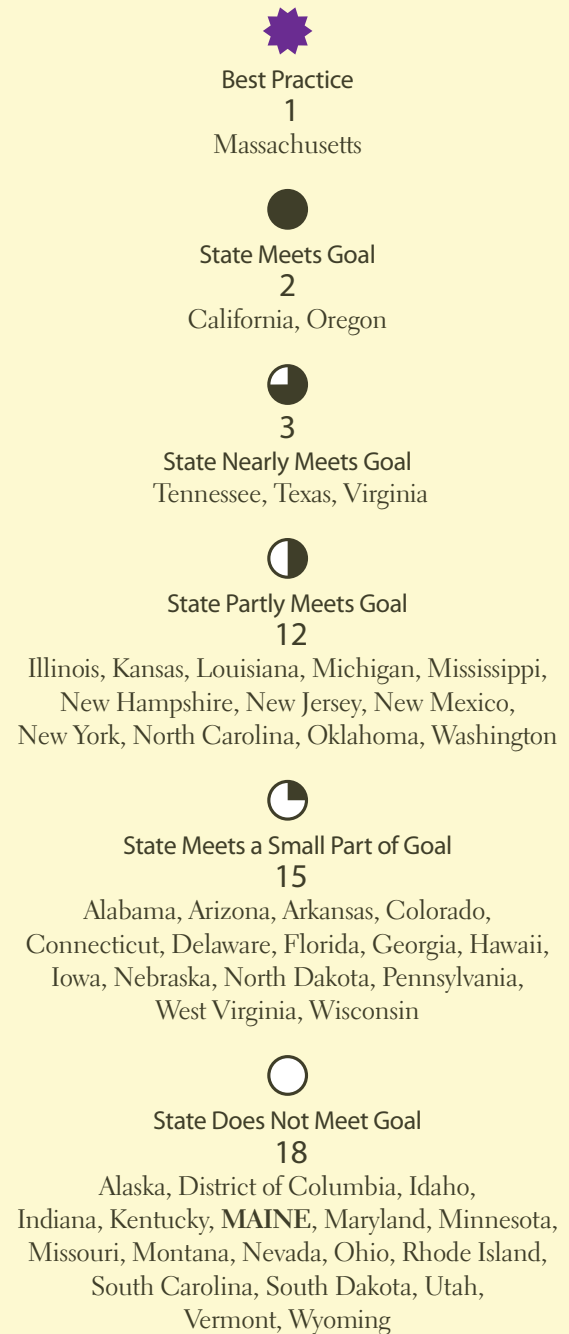 Best Practice
1
Massachusetts
State Meets Goal
2
California, Oregon
3
State Nearly Meets Goal
Tennessee, Texas, Virginia
State Partly Meets Goal
12
Illinois, Kansas, Louisiana, Michigan, Mississippi,
New Hampshire, New Jersey, New Mexico,
New York, North Carolina, Oklahoma, Washington
State Meets a Small Part of Goal
15
Alabama, Arizona, Arkansas, Colorado,
Connecticut, Delaware, Florida, Georgia, Hawaii,
Iowa, Nebraska, North Dakota, Pennsylvania,
West Virginia, Wisconsin
State Does Not Meet Goal
18
Alaska, District of Columbia, Idaho,
Indiana, Kentucky, MAINE, Maryland, Minnesota,
Missouri, Montana, Nevada, Ohio, Rhode Island,
South Carolina, South Dakota, Utah,
Vermont, Wyoming